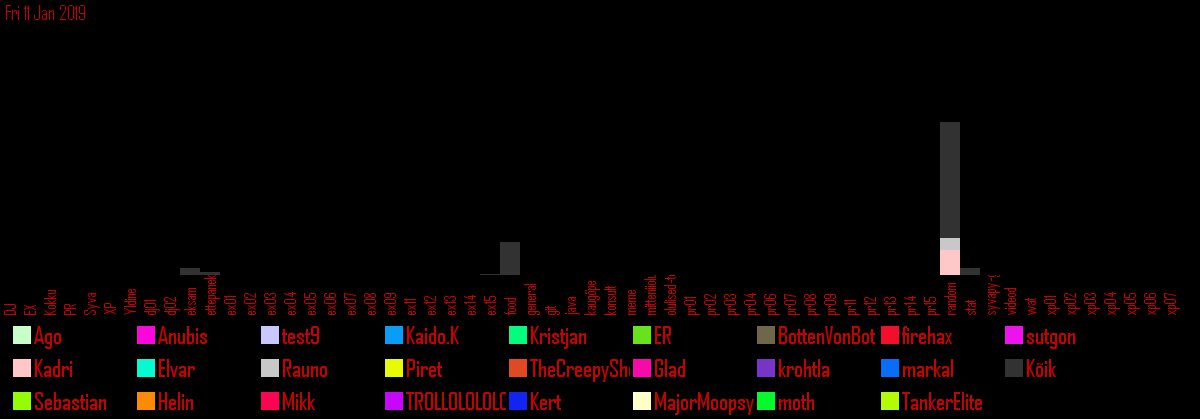 Fri 11 Jan 2019
DJ
EX
Kokku
PR
Syva
XP
Yldine
dj01
dj02
eksam
ettepanek
ex01
ex02
ex03
ex04
ex05
ex06
ex07
ex08
ex09
ex11
ex12
ex13
ex14
ex15
food
general
git
java
kaugõpe
konsult
meme
olulised-h
pr01
pr02
pr03
pr04
pr06
pr07
pr08
pr09
pr11
pr12
pr13
pr14
pr15
random
stat
videod
wat
xp01
xp02
xp03
xp04
xp05
xp06
xp07
Ago Anubis test9 Kaido.K Kristjan ER BottenVonBot firehax sutgon
Kadri Elvar Rauno Piret TheCreepySh Glad krohtla markal Kõik
Sebastian Helin Mikk TROLLOLOLOLO Kert MajorMoopsy moth TankerElite